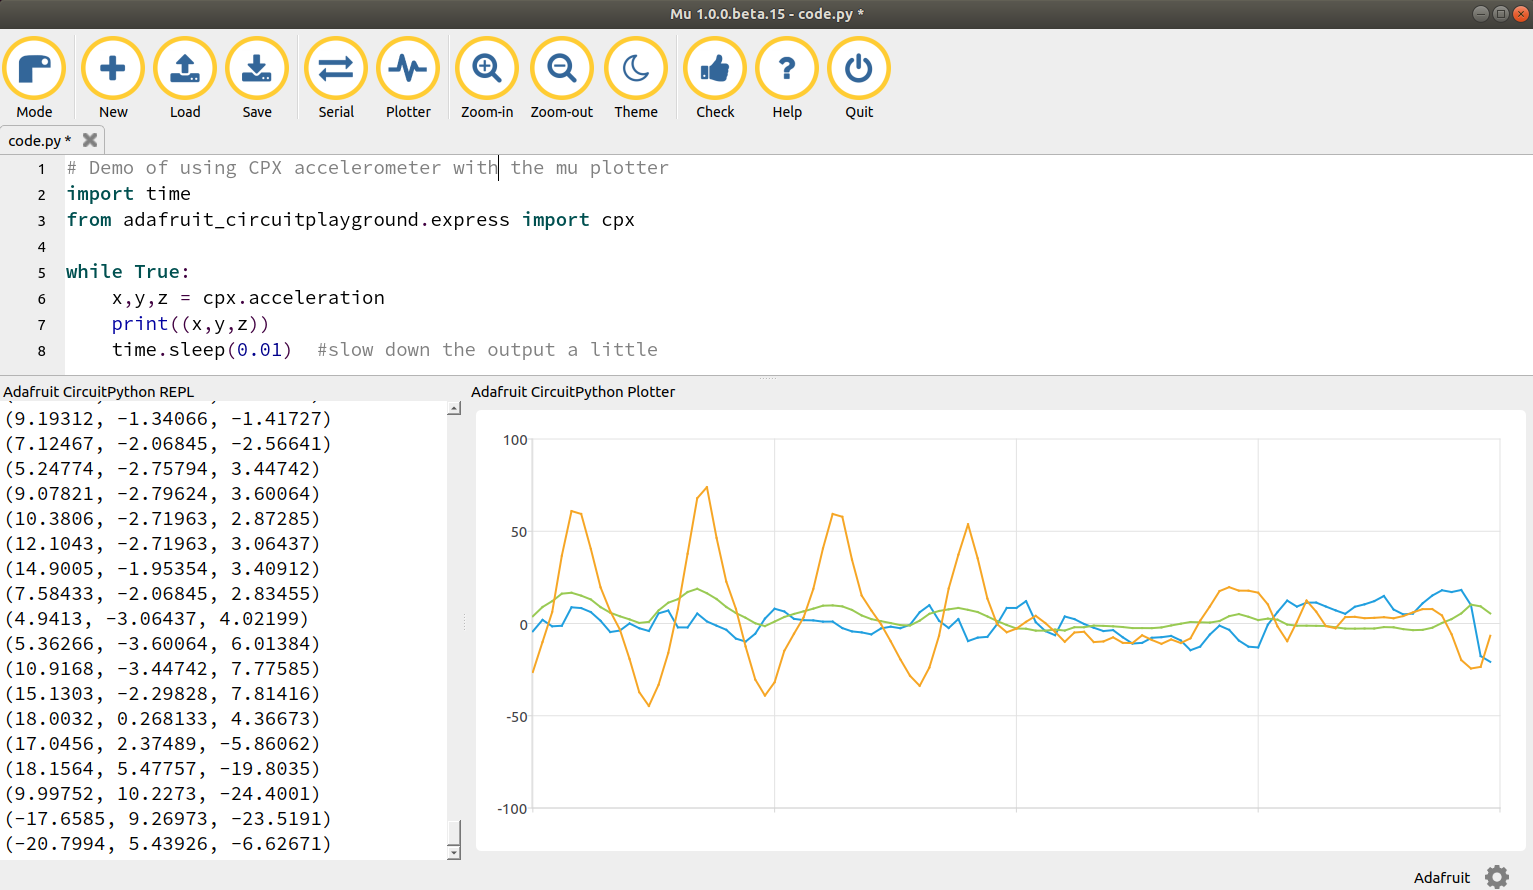 Mu 1.0.0.beta.15 - code.py *
Mode New Load Save Serial Plotter Zoom-in Zoom-out Theme Check Help Quit
code.py *
1 # Demo of using CPX accelerometer with the mu plotter
2 import time
3 from adafruit_circuitplayground.express import cpx
4
5 while True:
6     x,y,z = cpx.acceleration
7     print((x,y,z))
8     time.sleep(0.01)  #slow down the output a little
Adafruit CircuitPython REPL
(9.19312, -1.34066, -1.41727)
(7.12467, -2.06845, -2.56641)
(5.24774, -2.75794, 3.44742)
(9.07821, -2.79624, 3.60064)
(10.3806, -2.71963, 2.87285)
(12.1043, -2.71963, 3.06437)
(14.9005, -1.95354, 3.40912)
(7.58433, -2.06845, 2.83455)
(4.9413, -3.06437, 4.02199)
(5.36266, -3.60064, 6.01384)
(10.9168, -3.44742, 7.77585)
(15.1303, -2.29828, 7.81416)
(18.0032, 0.268133, 4.36673)
(17.0456, 2.37489, -5.86062)
(18.1564, 5.47757, -19.8035)
(9.99752, 10.2273, -24.4001)
(-17.6585, 9.26973, -23.5191)
(-20.7994, 5.43926, -6.62671)
Adafruit CircuitPython Plotter
100
50
0
-50
-100
Adafruit